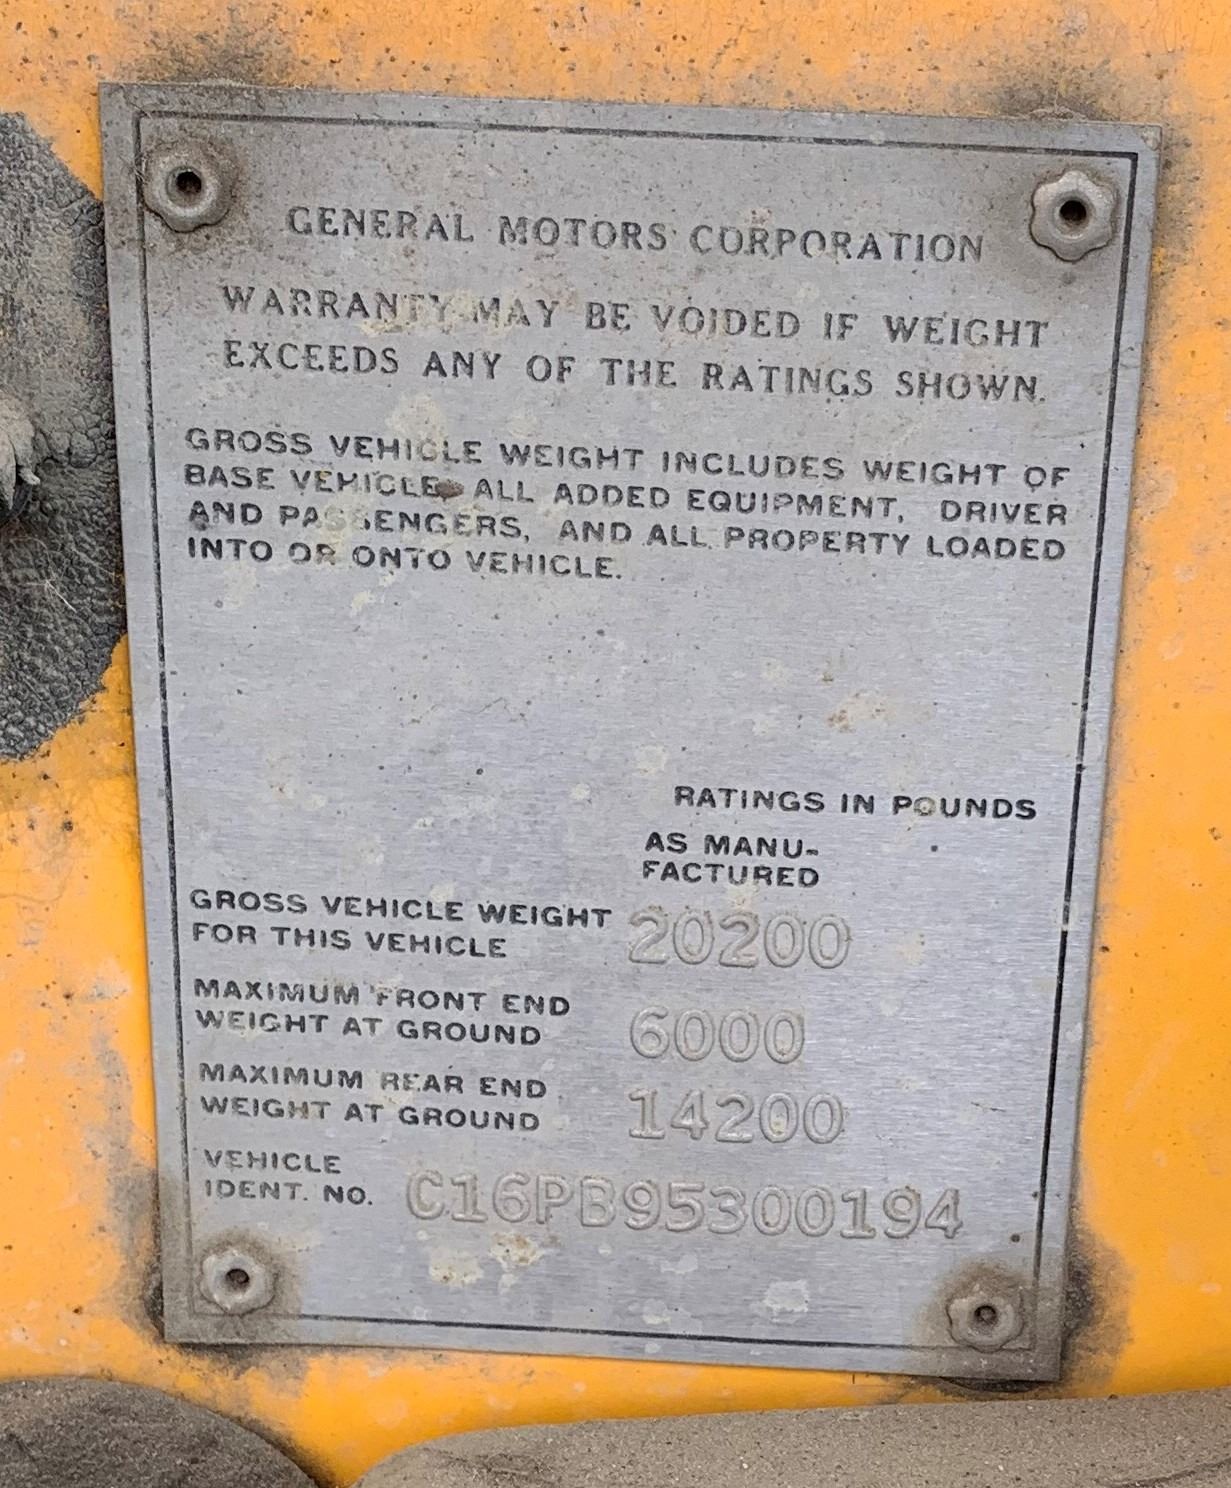 GENERAL MOTORS CORPORATION
WARRANTY MAY BE VOIDED IF WEIGHT
EXCEEDS ANY OF THE RATINGS SHOWN.
GROSS VEHICLE WEIGHT INCLUDES WEIGHT OF
BASE VEHICLE, ALL ADDED EQUIPMENT, DRIVER
AND PASSENGERS, AND ALL PROPERTY LOADED
INTO OR ONTO VEHICLE.
RATINGS IN POUNDS
AS MANU-
FACTURED
GROSS VEHICLE WEIGHT
FOR THIS VEHICLE 20200
MAXIMUM FRONT END
WEIGHT AT GROUND 6000
MAXIMUM REAR END
WEIGHT AT GROUND 14200
VEHICLE
IDENT. NO. C16PB95300194